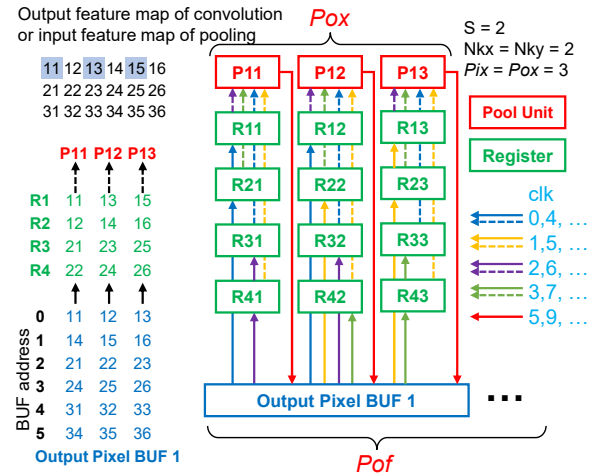 Output feature map of convolution
or input feature map of pooling
11 12 13 14 15 16
21 22 23 24 25 26
31 32 33 34 35 36
P11 P12 P13
R1 11 13 15
R2 12 14 16
R3 21 23 25
R4 22 24 26
BUF address
0 11 12 13
1 14 15 16
2 21 22 23
3 24 25 26
4 31 32 33
5 34 35 36
Output Pixel BUF 1
Pox
P11 P12 P13
R11 R12 R13
R21 R22 R23
R31 R32 R33
R41 R42 R43
Output Pixel BUF 1
...
Pof
S = 2
Nkx = Nky = 2
Pix = Pox = 3
Pool Unit
Register
clk
0,4, ...
1,5, ...
2,6, ...
3,7, ...
5,9, ...